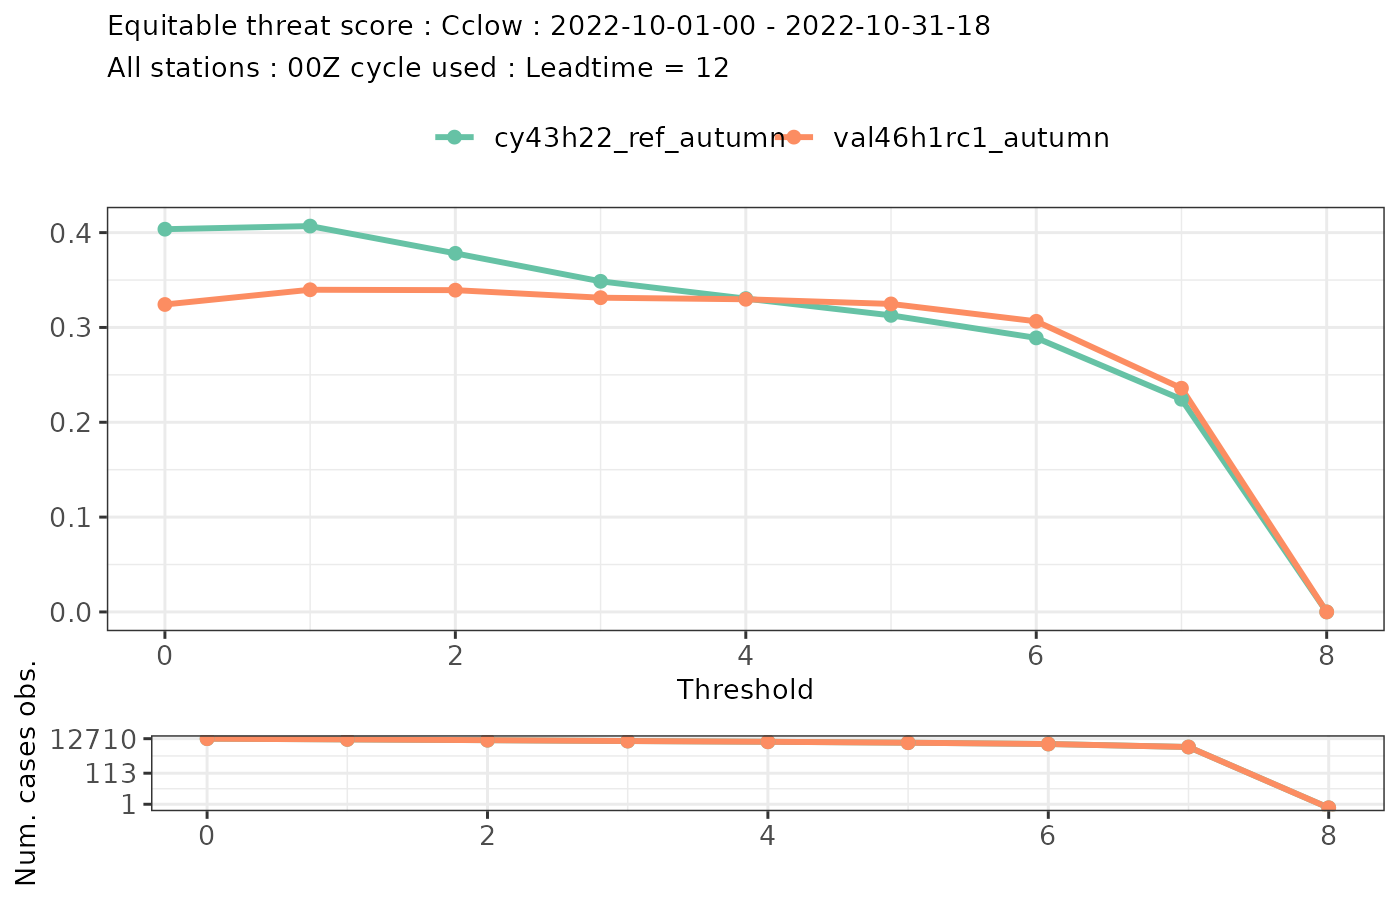 Equitable threat score : Cclow : 2022-10-01-00 - 2022-10-31-18
All stations : 00Z cycle used : Leadtime = 12
cy43h22_ref_autumn val46h1rc1_autumn
0.4
0.3
0.2
0.1
0.0
0 2 4 6 8
Threshold
Num. cases obs.
12710
113
1
0 2 4 6 8